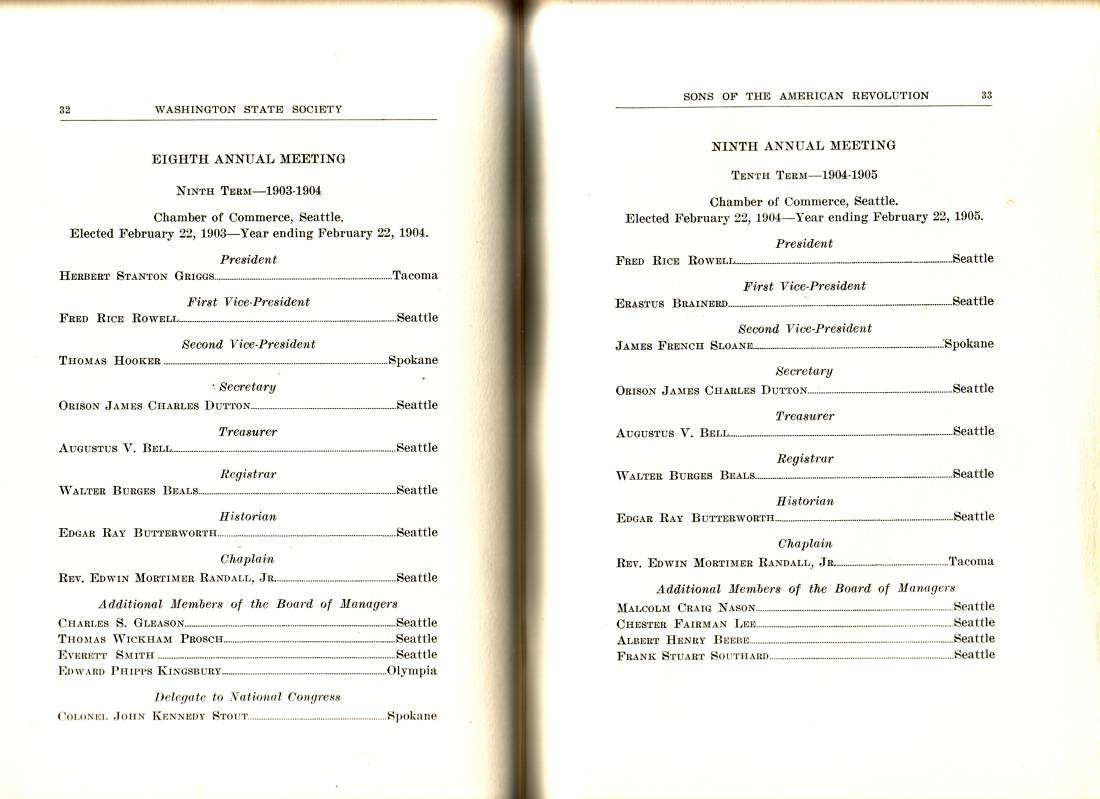 32 WASHINGTON STATE SOCIETY
EIGHTH ANNUAL MEETING
NINTH TERM—1903-1904
Chamber of Commerce, Seattle.
Elected February 22, 1903—Year ending February 22, 1904.
President
HERBERT STANTON GRIGGS Tacoma
First Vice-President
FRED RICE ROWELL Seattle
Second Vice-President
THOMAS HOOKER Spokane
Secretary
ORISON JAMES CHARLES DUTTON Seattle
Treasurer
AUGUSTUS V. BELL Seattle
Registrar
WALTER BURGES BEALS Seattle
Historian
EDGAR RAY BUTTERWORTH Seattle
Chaplain
REV. EDWIN MORTIMER RANDALL, JR. Seattle
Additional Members of the Board of Managers
CHARLES S. GLEASON Seattle
THOMAS WICKHAM PROSCH Seattle
EVERETT SMITH Seattle
EDWARD PHIPPS KINGSBURY Olympia
Delegate to National Congress
COLONEL JOHN KENNEDY STOUT Spokane
SONS OF THE AMERICAN REVOLUTION 33
NINTH ANNUAL MEETING
TENTH TERM—1904-1905
Chamber of Commerce, Seattle.
Elected February 22, 1904—Year ending February 22, 1905.
President
FRED RICE ROWELL Seattle
First Vice-President
ERASTUS BRAINERD Seattle
Second Vice-President
JAMES FRENCH SLOANE Spokane
Secretary
ORISON JAMES CHARLES DUTTON Seattle
Treasurer
AUGUSTUS V. BELL Seattle
Registrar
WALTER BURGES BEALS Seattle
Historian
EDGAR RAY BUTTERWORTH Seattle
Chaplain
REV. EDWIN MORTIMER RANDALL, JR. Tacoma
Additional Members of the Board of Managers
MALCOLM CRAIG NASON Seattle
CHESTER FAIRMAN LEE Seattle
ALBERT HENRY BEEBE Seattle
FRANK STUART SOUTHARD Seattle